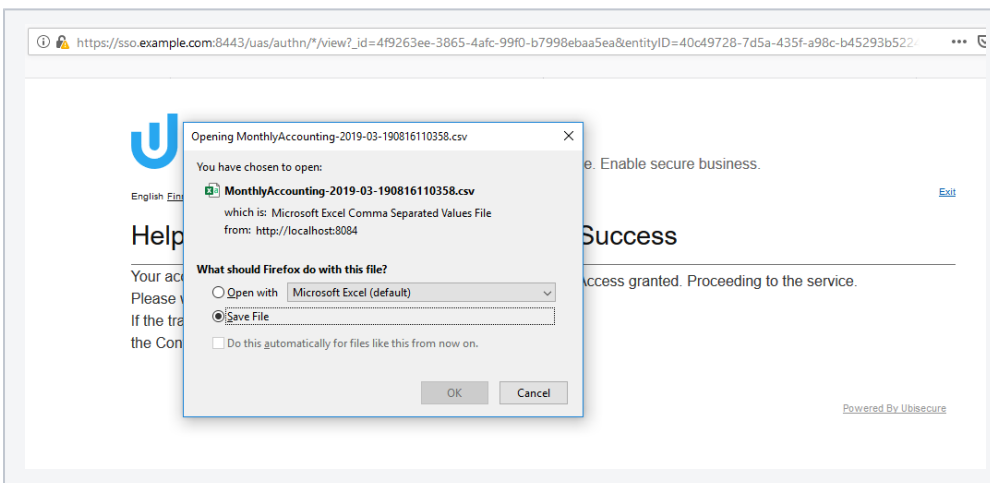 https://sso.example.com:8443/uas/authn/*/view?_id=4f9263ee-3865-4afc-99f0-b7998ebaa5ea&entityID=40c49728-7d5a-435f-a98c-b45293b522
Opening MonthlyAccounting-2019-03-190816110358.csv
You have chosen to open:
e. Enable secure business.
MonthlyAccounting-2019-03-190816110358.csv
English Exit
which is: Microsoft Excel Comma Separated Values File
from: http://localhost:8084
Help Success
What should Firefox do with this file?
Your Access granted. Proceeding to the service.
Open with Microsoft Excel (default)
Please
Save File
If the
Do this automatically for files like this from now on.
the
OK Cancel
Powered By Ubisecure